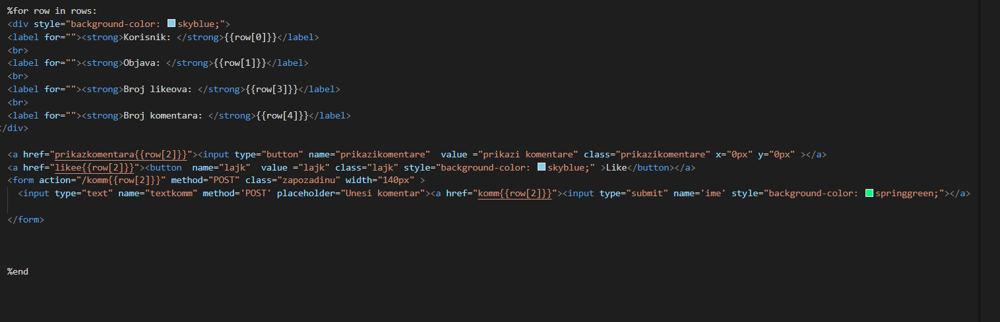 %for row in rows:
<div style="background-color: skyblue;">
<label for=""><strong>Korisnik: </strong>{{row[0]}}</label>
<br>
<label for=""><strong>Objava: </strong>{{row[1]}}</label>
<br>
<label for=""><strong>Broj likeova: </strong>{{row[3]}}</label>
<br>
<label for=""><strong>Broj komentara: </strong>{{row[4]}}</label>
</div>
<a href="prikazkomentara{{row[2]}}"><input type="button" name="prikazikomentare"  value ="prikazi komentare" class="prikazikomentare" x="0px" y="0px" ></a>
<a href="likee{{row[2]}}"><button  name="lajk"  value ="lajk" class="lajk" style="background-color: skyblue;" >Like</button></a>
<form action="/komm{{row[2]}}" method="POST" class="zapozadinu" width="140px" >
<input type="text" name="textkomm" method='POST' placeholder="Unesi komentar"><a href="komm{{row[2]}}"><input type="submit" name='ime' style="background-color: springgreen;"></a>
</form>
%end